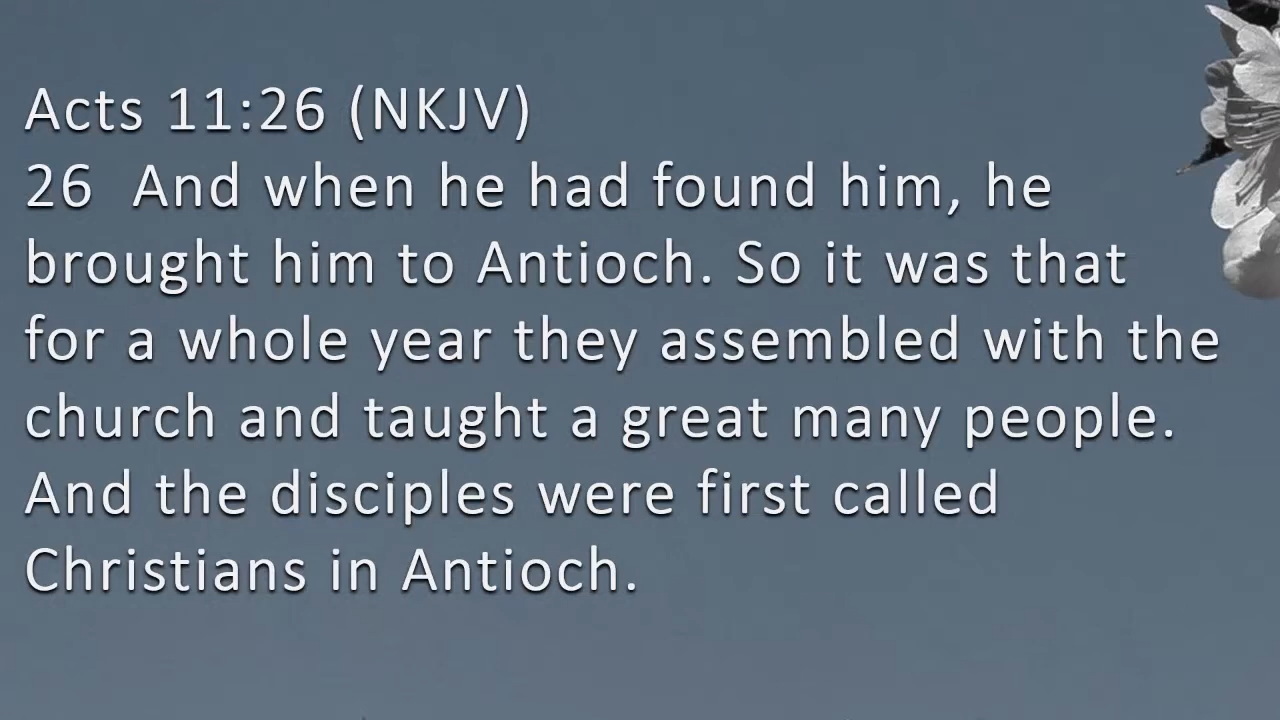 Acts 11:26 (NKJV)
26  And when he had found him, he
brought him to Antioch. So it was that
for a whole year they assembled with the
church and taught a great many people.
And the disciples were first called
Christians in Antioch.